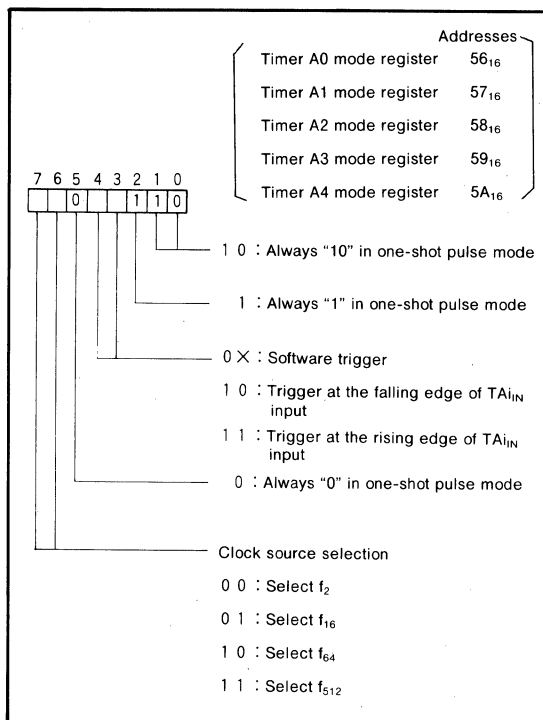 Addresses
Timer A0 mode register 56₁₆
Timer A1 mode register 57₁₆
Timer A2 mode register 58₁₆
Timer A3 mode register 59₁₆
Timer A4 mode register 5A₁₆
7 6 5 4 3 2 1 0
0 1 1 0
1 0 : Always “10” in one-shot pulse mode
1 : Always “1” in one-shot pulse mode
0 X : Software trigger
1 0 : Trigger at the falling edge of TAiIN
input
1 1 : Trigger at the rising edge of TAiIN
input
0 : Always “0” in one-shot pulse mode
Clock source selection
0 0 : Select f₂
0 1 : Select f₁₆
1 0 : Select f₆₄
1 1 : Select f₅₁₂